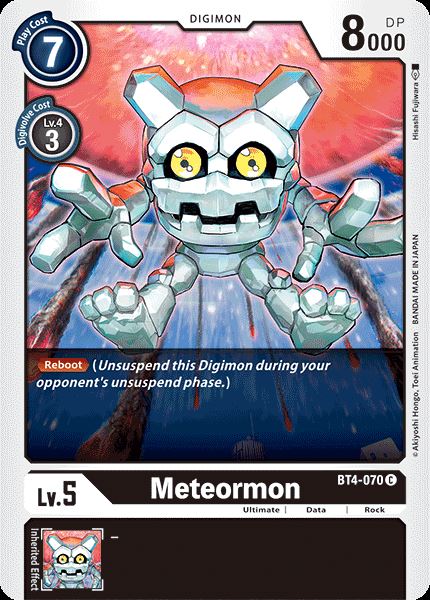 DIGIMON
Play Cost
7
8000
DP
Digivolve Cost
Lv.4
3
Hisashi Fujiwara
© Akiyoshi Hongo, Toei Animation BANDAI MADE IN JAPAN
Reboot (Unsuspend this Digimon during your
opponent's unsuspend phase.)
Lv.5
Meteormon
BT4-070 C
Ultimate | Data | Rock
Inherited Effect
–